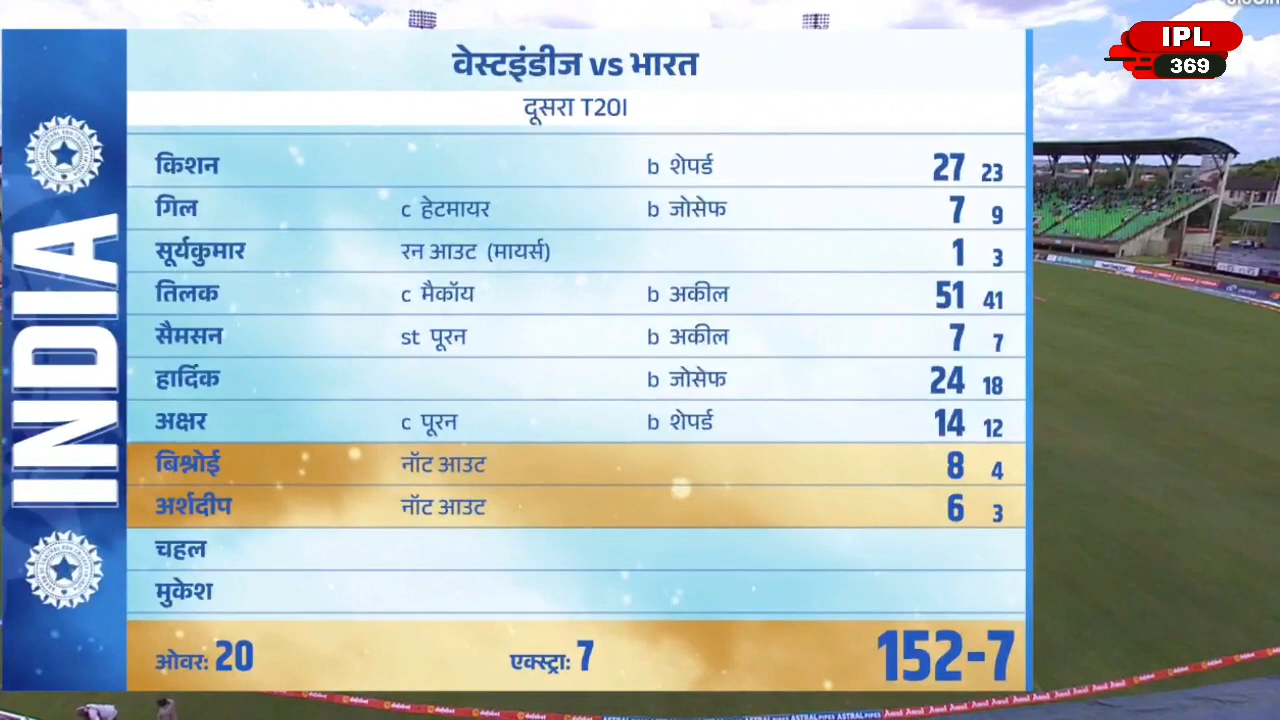 IPL
369
वेस्टइंडीज vs भारत
दूसरा T20I
INDIA
किशन b शेपर्ड 27 23
गिल c हेटमायर b जोसेफ 7 9
सूर्यकुमार रन आउट (मायर्स) 1 3
तिलक c मैकॉय b अकील 51 41
सैमसन st पूरन b अकील 7 7
हार्दिक b जोसेफ 24 18
अक्षर c पूरन b शेपर्ड 14 12
बिश्नोई नॉट आउट 8 4
अर्शदीप नॉट आउट 6 3
चहल
मुकेश
ओवर: 20 एक्स्ट्रा: 7 152-7